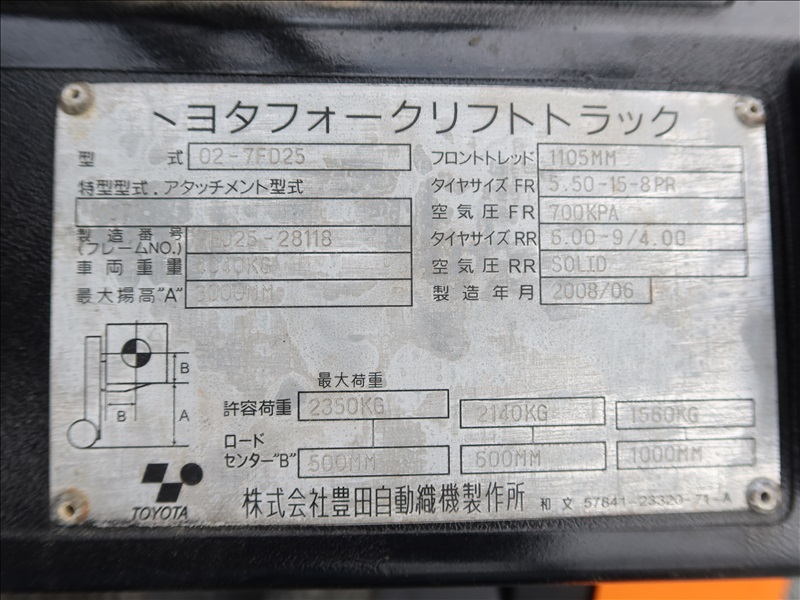 トヨタフォークリフトトラック
型 式 02-7FD25
特型型式．アタッチメント型式
製造番号
(フレームNO.) 7FD25-28118
車両重量
最大揚高"A" 3000MM
フロントトレッド 1105MM
タイヤサイズ FR 5.50-15-8PR
空気圧 FR 700KPA
タイヤサイズ RR 6.00-9/4.00
空気圧 RR SOLID
製造年月 2008/06
B
B
A
最大荷重
許容荷重 2350KG 2140KG 1560KG
ロード
センター"B" 500MM 600MM 1000MM
TOYOTA
株式会社豊田自動織機製作所 和文 57841-23320-71-A